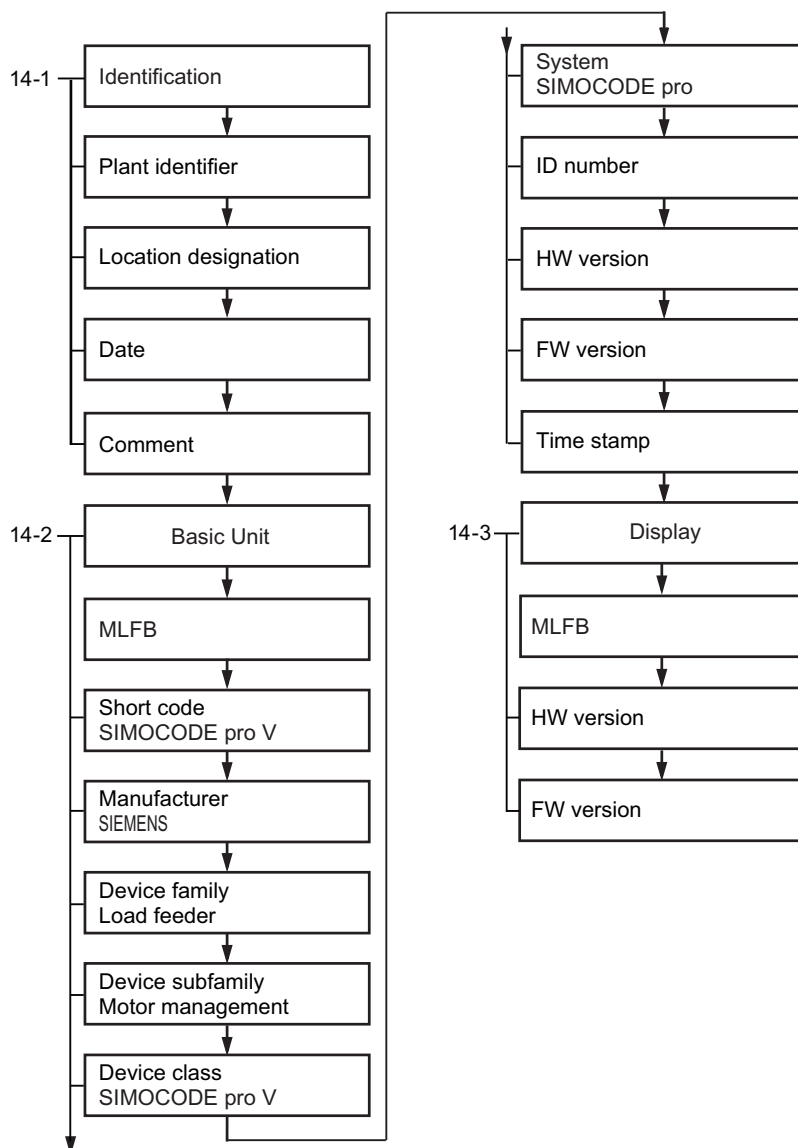 14-1
Identification
Plant identifier
Location designation
Date
Comment
14-2
Basic Unit
MLFB
Short code
SIMOCODE pro V
Manufacturer
SIEMENS
Device family
Load feeder
Device subfamily
Motor management
Device class
SIMOCODE pro V
System
SIMOCODE pro
ID number
HW version
FW version
Time stamp
14-3
Display
MLFB
HW version
FW version